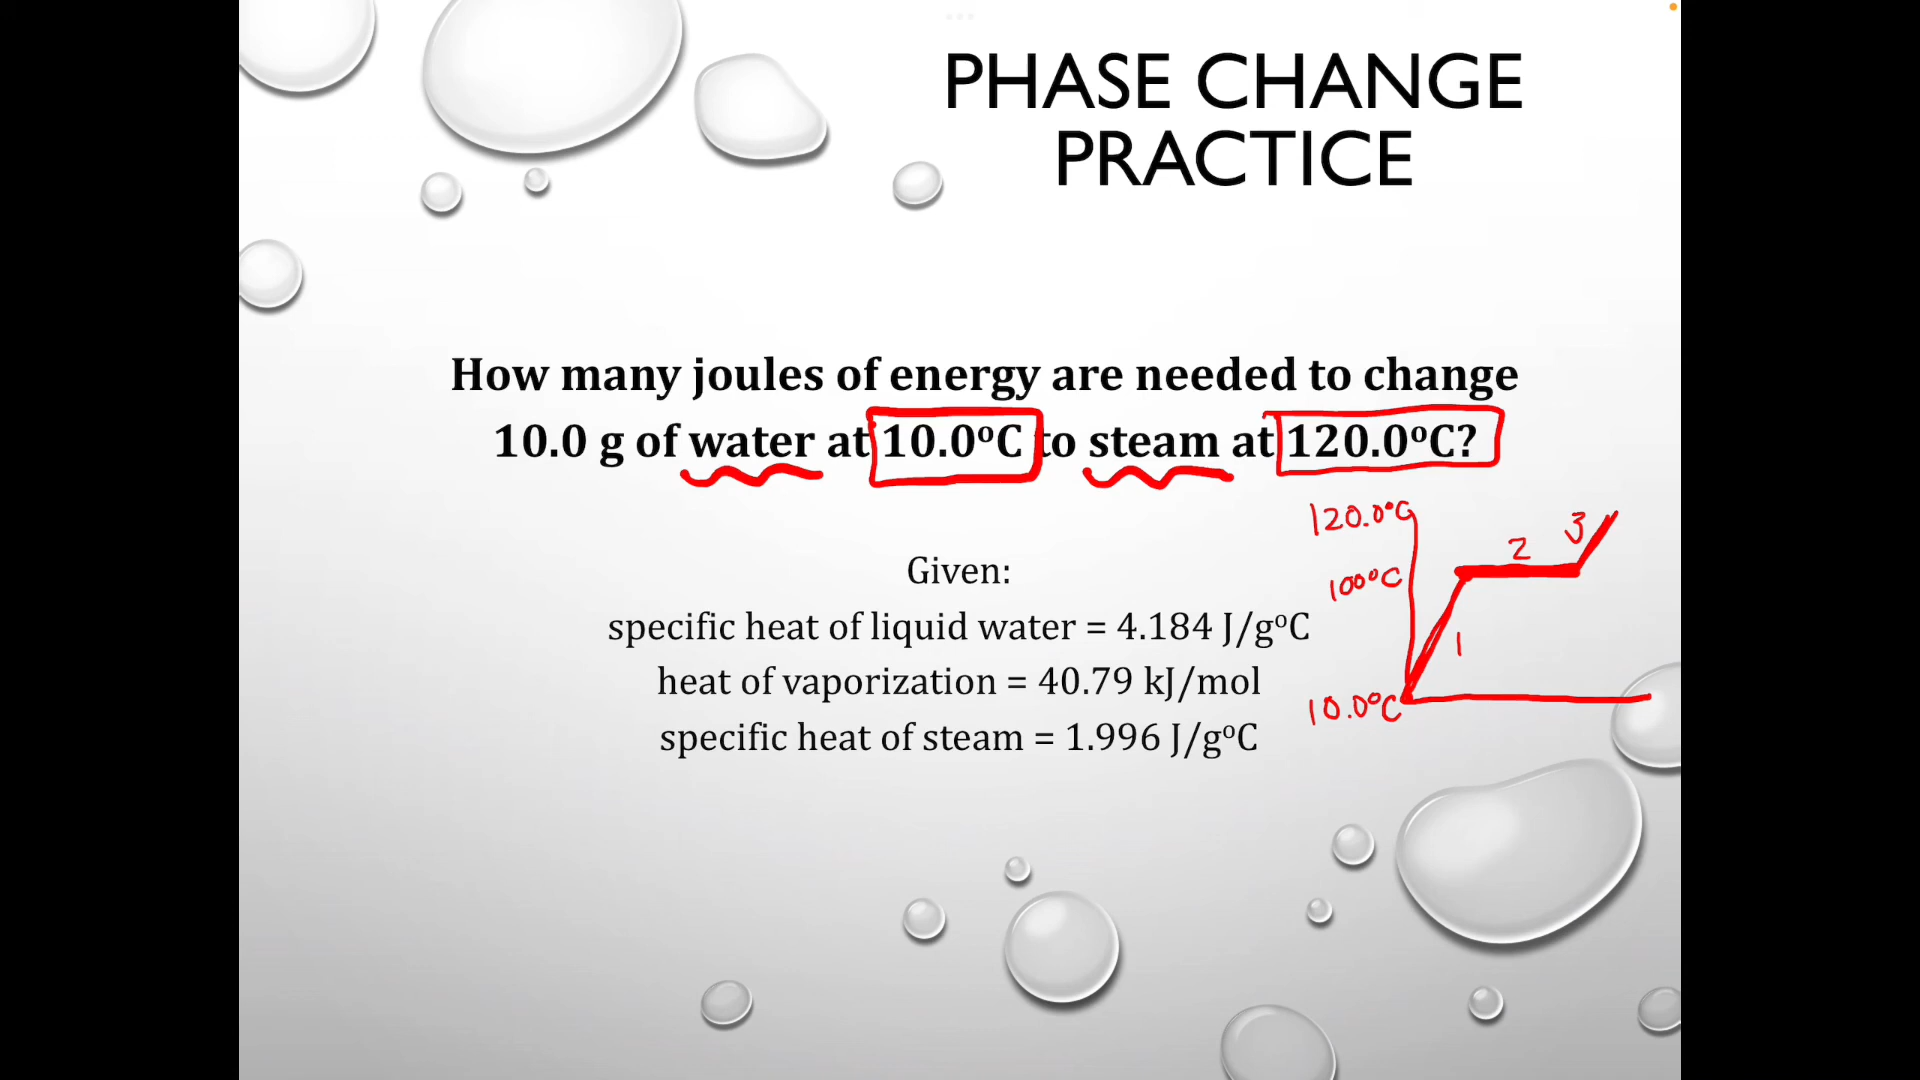 PHASE CHANGE
PRACTICE
How many joules of energy are needed to change
10.0 g of water at 10.0°C to steam at 120.0°C?
Given:
specific heat of liquid water = 4.184 J/g°C
heat of vaporization = 40.79 kJ/mol
specific heat of steam = 1.996 J/g°C
120.0°C
3
2
100°C
1
10.0°C